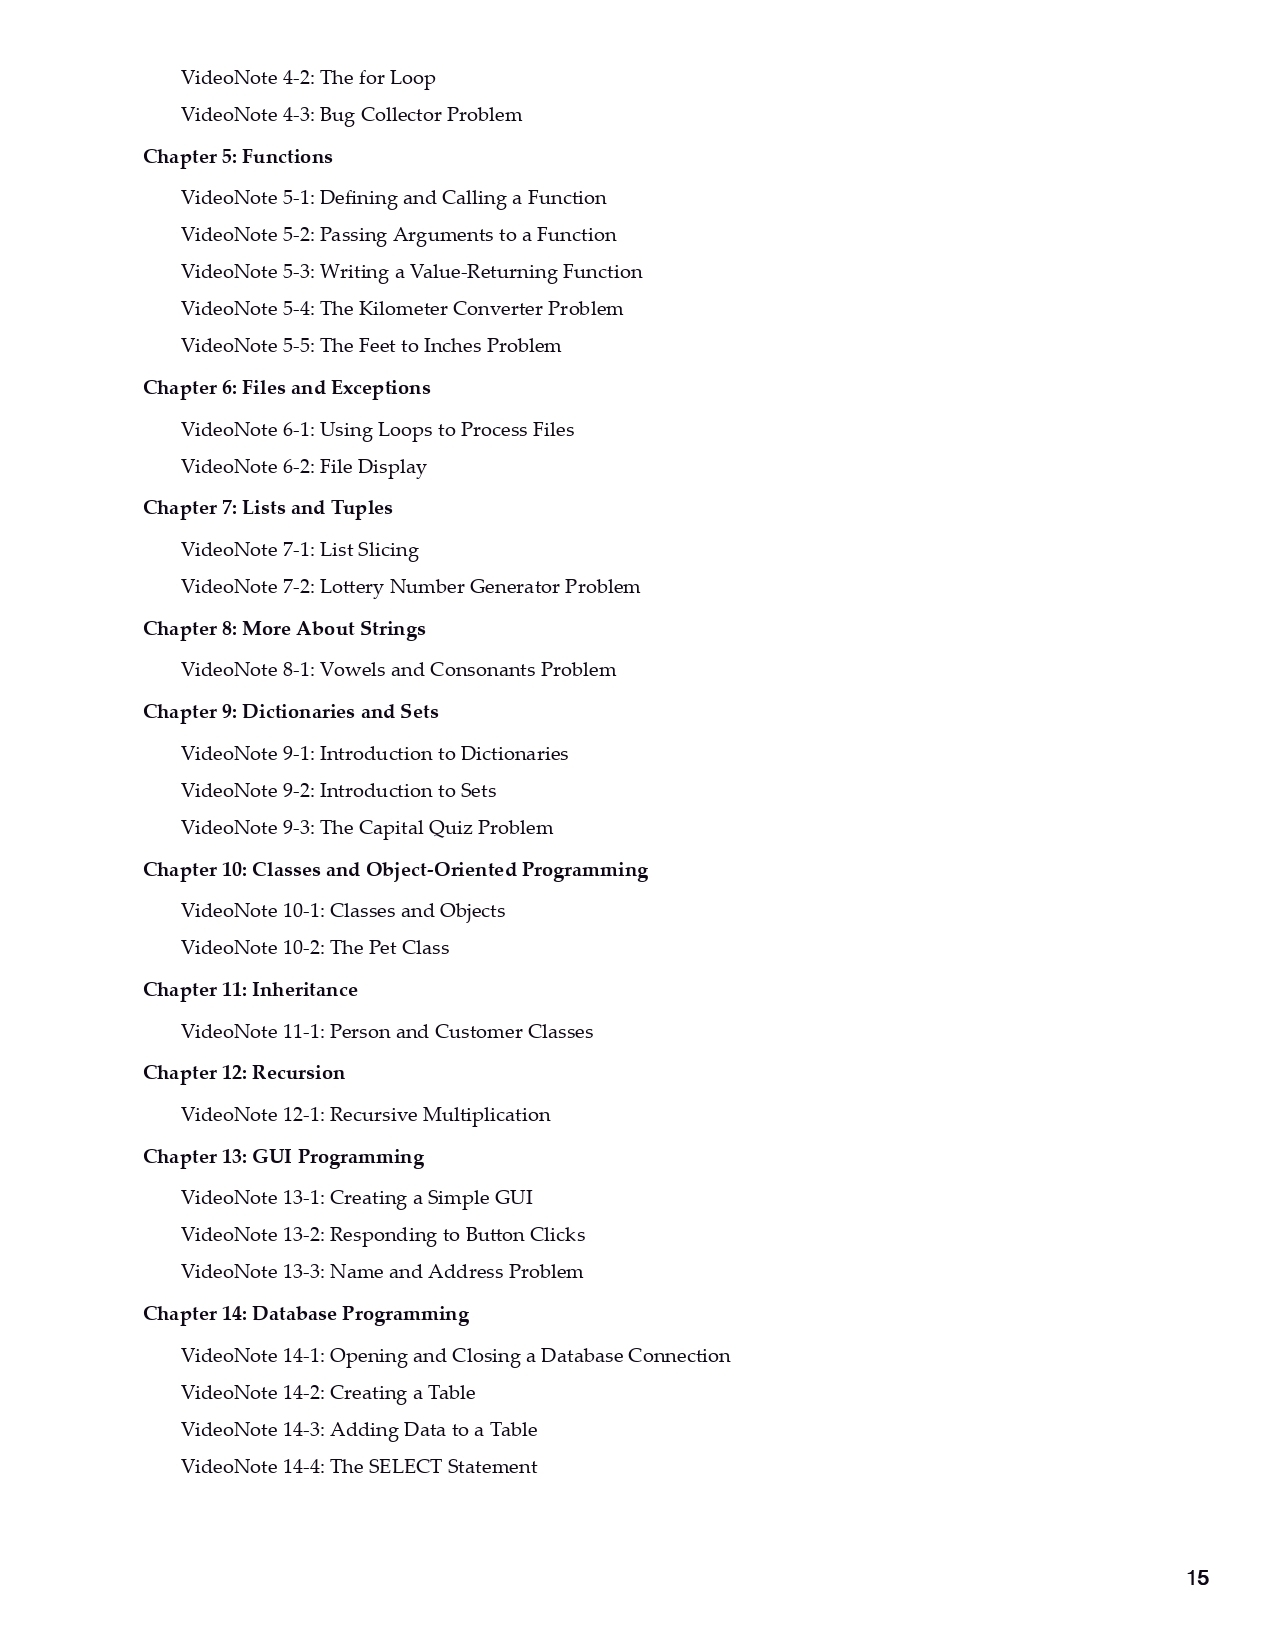 VideoNote 4-2: The for Loop
VideoNote 4-3: Bug Collector Problem
Chapter 5: Functions
VideoNote 5-1: Defining and Calling a Function
VideoNote 5-2: Passing Arguments to a Function
VideoNote 5-3: Writing a Value-Returning Function
VideoNote 5-4: The Kilometer Converter Problem
VideoNote 5-5: The Feet to Inches Problem
Chapter 6: Files and Exceptions
VideoNote 6-1: Using Loops to Process Files
VideoNote 6-2: File Display
Chapter 7: Lists and Tuples
VideoNote 7-1: List Slicing
VideoNote 7-2: Lottery Number Generator Problem
Chapter 8: More About Strings
VideoNote 8-1: Vowels and Consonants Problem
Chapter 9: Dictionaries and Sets
VideoNote 9-1: Introduction to Dictionaries
VideoNote 9-2: Introduction to Sets
VideoNote 9-3: The Capital Quiz Problem
Chapter 10: Classes and Object-Oriented Programming
VideoNote 10-1: Classes and Objects
VideoNote 10-2: The Pet Class
Chapter 11: Inheritance
VideoNote 11-1: Person and Customer Classes
Chapter 12: Recursion
VideoNote 12-1: Recursive Multiplication
Chapter 13: GUI Programming
VideoNote 13-1: Creating a Simple GUI
VideoNote 13-2: Responding to Button Clicks
VideoNote 13-3: Name and Address Problem
Chapter 14: Database Programming
VideoNote 14-1: Opening and Closing a Database Connection
VideoNote 14-2: Creating a Table
VideoNote 14-3: Adding Data to a Table
VideoNote 14-4: The SELECT Statement
15